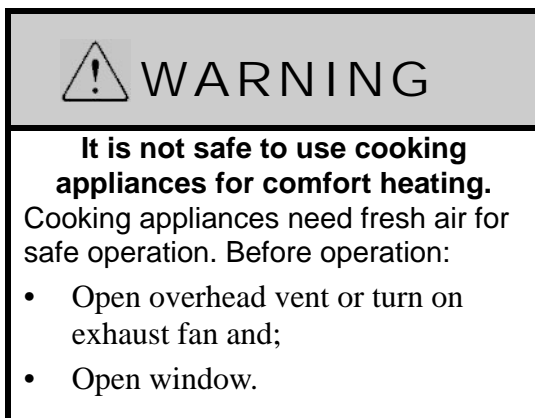 WARNING
It is not safe to use cooking
appliances for comfort heating.
Cooking appliances need fresh air for
safe operation. Before operation:
• Open overhead vent or turn on
exhaust fan and;
• Open window.